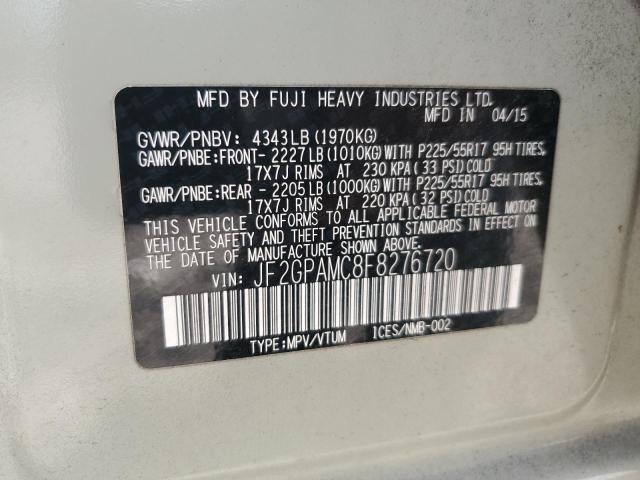 MFD BY FUJI HEAVY INDUSTRIES LTD.
MFD IN 04/15
GVWR/PNBV: 4343LB(1970KG)
GAWR/PNBE:FRONT- 2227LB(1010KG)WITH P225/55R17 95H TIRES,
17X7J RIMS AT 230 KPA(33 PSI)COLD
GAWR/PNBE:REAR - 2205LB(1000KG)WITH P225/55R17 95H TIRES,
17X7J RIMS AT 220 KPA(32 PSI)COLD
THIS VEHICLE CONFORMS TO ALL APPLICABLE FEDERAL MOTOR
VEHICLE SAFETY AND THEFT PREVENTION STANDARDS IN EFFECT ON
THE DATE OF MANUFACTURE SHOWN ABOVE.
VIN: JF2GPAMC8F8276720
TYPE:MPV/VTUM ICES/NMB-002